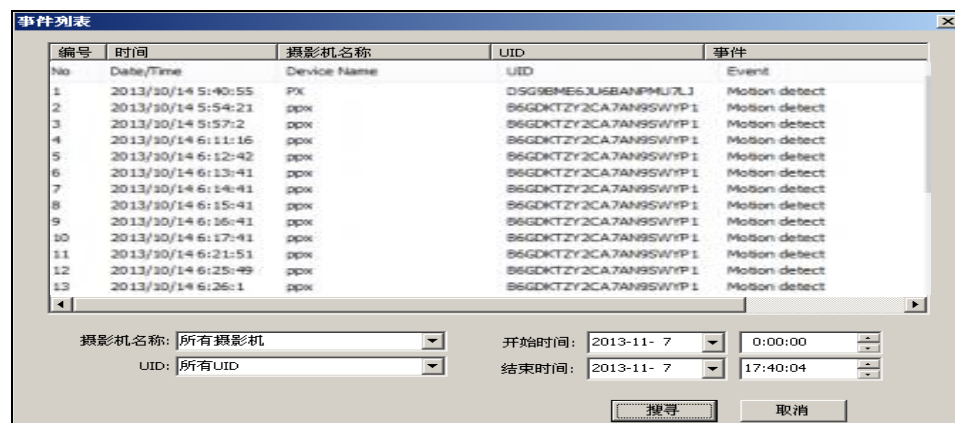 事件列表
编号 时间 摄影机名称 UID 事件
No Date/Time Device Name UID Event
1 2013/10/14 5:40:55 PX Motion detect
2 2013/10/14 5:54:21 ppx B6GDKTZY2CA7AN9SWYP1 Motion detect
3 2013/10/14 5:57:2 ppx B6GDKTZY2CA7AN9SWYP1 Motion detect
4 2013/10/14 6:11:16 ppx B6GDKTZY2CA7AN9SWYP1 Motion detect
5 2013/10/14 6:12:42 ppx B6GDKTZY2CA7AN9SWYP1 Motion detect
6 2013/10/14 6:13:41 ppx B6GDKTZY2CA7AN9SWYP1 Motion detect
7 2013/10/14 6:14:41 ppx B6GDKTZY2CA7AN9SWYP1 Motion detect
8 2013/10/14 6:15:41 ppx B6GDKTZY2CA7AN9SWYP1 Motion detect
9 2013/10/14 6:16:41 ppx B6GDKTZY2CA7AN9SWYP1 Motion detect
10 2013/10/14 6:17:41 ppx B6GDKTZY2CA7AN9SWYP1 Motion detect
11 2013/10/14 6:21:51 ppx B6GDKTZY2CA7AN9SWYP1 Motion detect
12 2013/10/14 6:25:49 ppx B6GDKTZY2CA7AN9SWYP1 Motion detect
13 2013/10/14 6:26:1 ppx B6GDKTZY2CA7AN9SWYP1 Motion detect
摄影机名称: 所有摄影机 开始时间: 2013-11- 7 0:00:00
UID: 所有UID 结束时间: 2013-11- 7 17:40:04
搜寻 取消